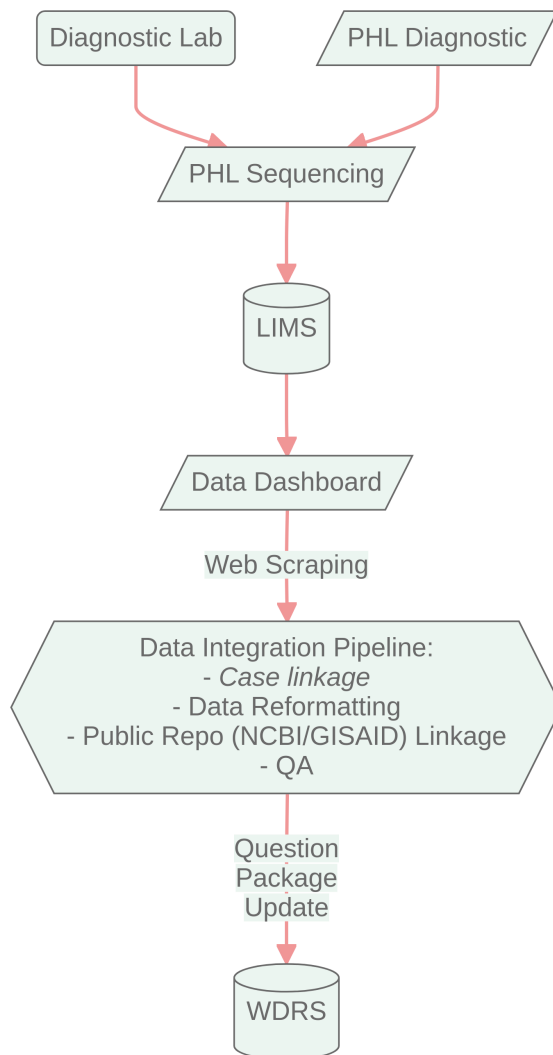 Diagnostic Lab
PHL Diagnostic
PHL Sequencing
LIMS
Data Dashboard
Web Scraping
Data Integration Pipeline:
- Case linkage
- Data Reformatting
- Public Repo (NCBI/GISAID) Linkage
- QA
Question
Package
Update
WDRS